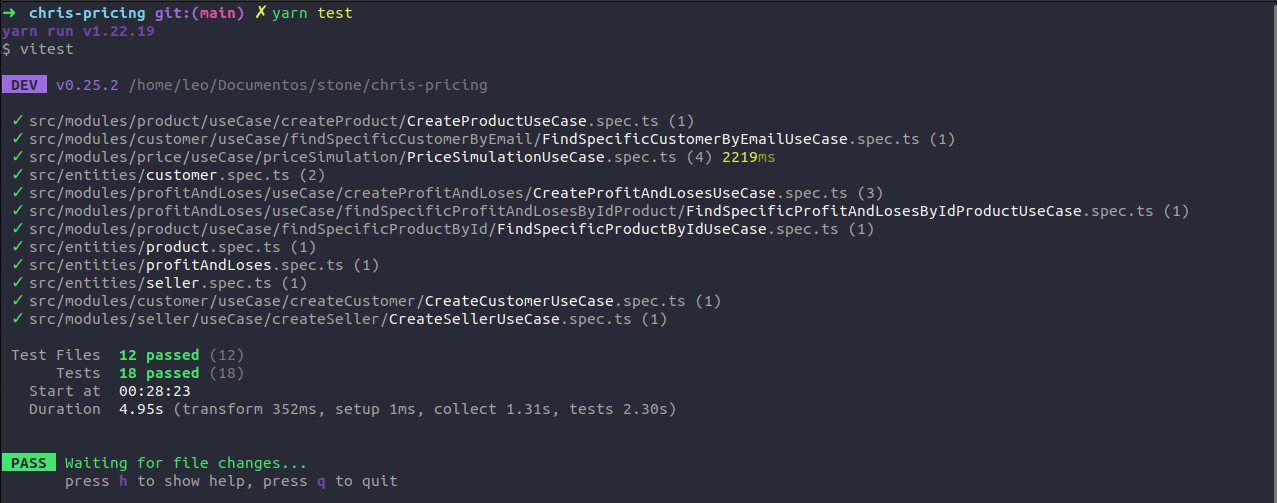 ➜ chris-pricing git:(main) ✗ yarn test
yarn run v1.22.19
$ vitest
DEV v0.25.2 /home/leo/Documentos/stone/chris-pricing
✓ src/modules/product/useCase/createProduct/CreateProductUseCase.spec.ts (1)
✓ src/modules/customer/useCase/findSpecificCustomerByEmail/FindSpecificCustomerByEmailUseCase.spec.ts (1)
✓ src/modules/price/useCase/priceSimulation/PriceSimulationUseCase.spec.ts (4) 2219ms
✓ src/entities/customer.spec.ts (2)
✓ src/modules/profitAndLoses/useCase/createProfitAndLoses/CreateProfitAndLosesUseCase.spec.ts (3)
✓ src/modules/profitAndLoses/useCase/findSpecificProfitAndLosesByIdProduct/FindSpecificProfitAndLosesByIdProductUseCase.spec.ts (1)
✓ src/modules/product/useCase/findSpecificProductById/FindSpecificProductByIdUseCase.spec.ts (1)
✓ src/entities/product.spec.ts (1)
✓ src/entities/profitAndLoses.spec.ts (1)
✓ src/entities/seller.spec.ts (1)
✓ src/modules/customer/useCase/createCustomer/CreateCustomerUseCase.spec.ts (1)
✓ src/modules/seller/useCase/createSeller/CreateSellerUseCase.spec.ts (1)
Test Files 12 passed (12)
Tests 18 passed (18)
Start at 00:28:23
Duration 4.95s (transform 352ms, setup 1ms, collect 1.31s, tests 2.30s)
PASS Waiting for file changes...
press h to show help, press q to quit